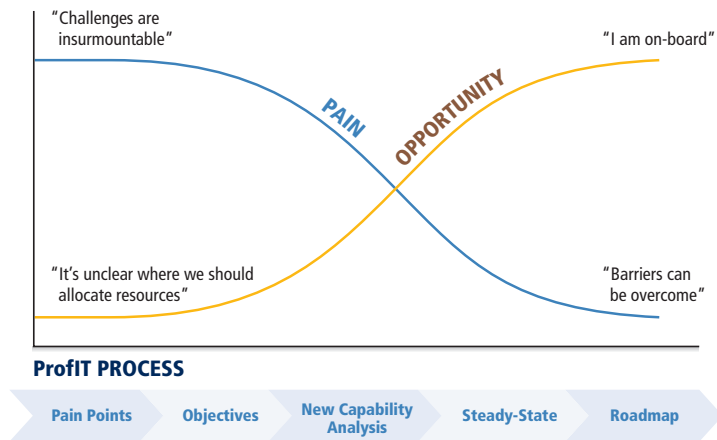 “Challenges are
insurmountable”
“I am on-board”
PAIN
OPPORTUNITY
“It’s unclear where we should
allocate resources”
“Barriers can
be overcome”
ProfIT PROCESS
Pain Points
Objectives
New Capability
Analysis
Steady-State
Roadmap